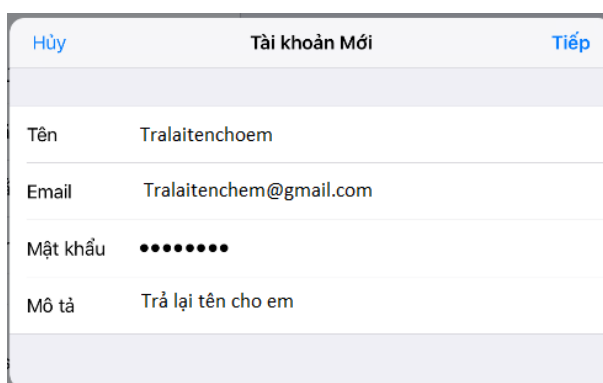 Hủy Tài khoản Mới Tiếp
Tên Tralaitenchoem
Email Tralaitenchem@gmail.com
Mật khẩu ••••••••
Mô tả Trả lại tên cho em